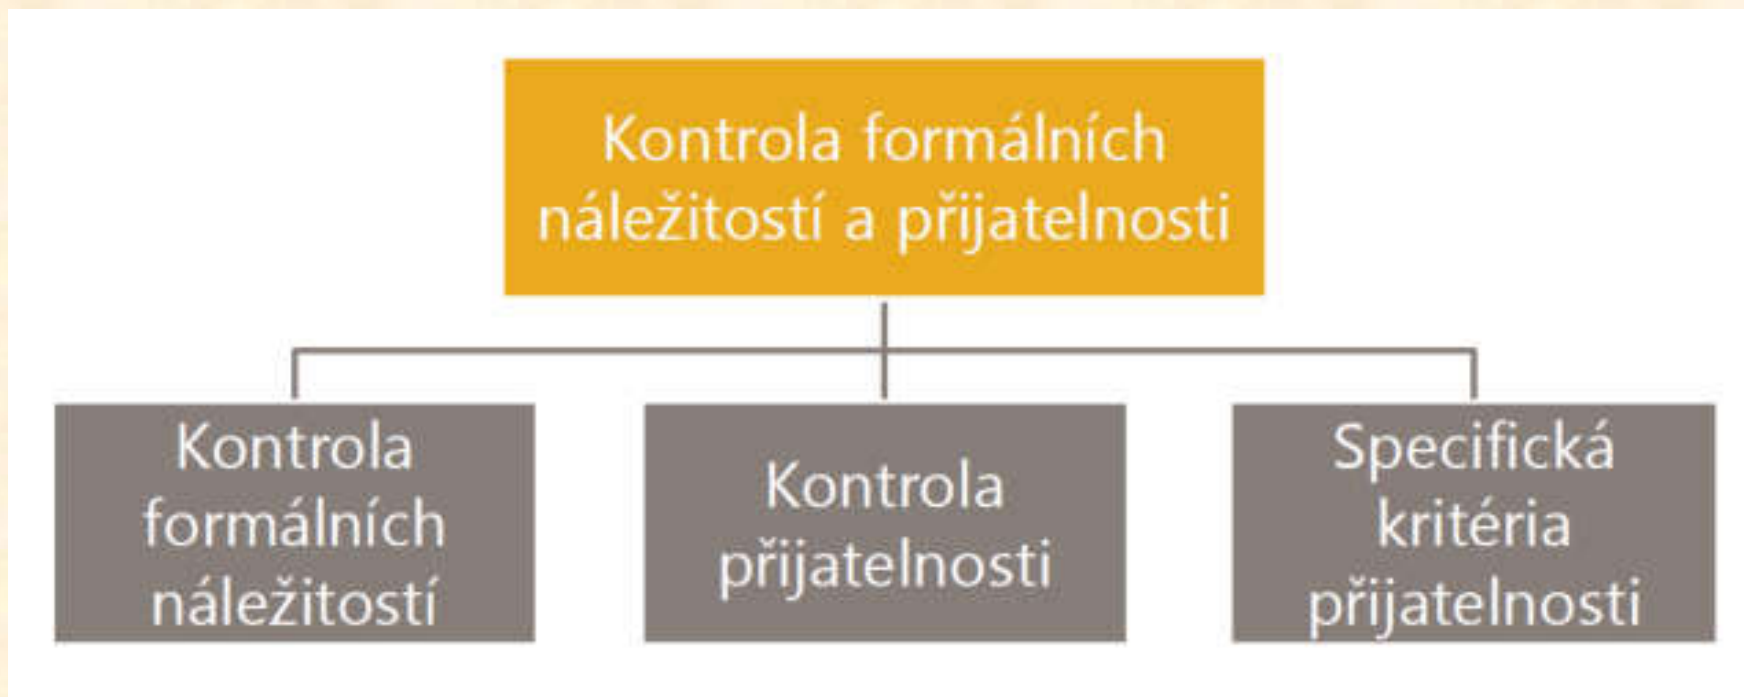 Kontrola formálních
náležitostí a přijatelnosti
Kontrola
formálních
náležitostí
Kontrola
přijatelnosti
Specifická
kritéria
přijatelnosti